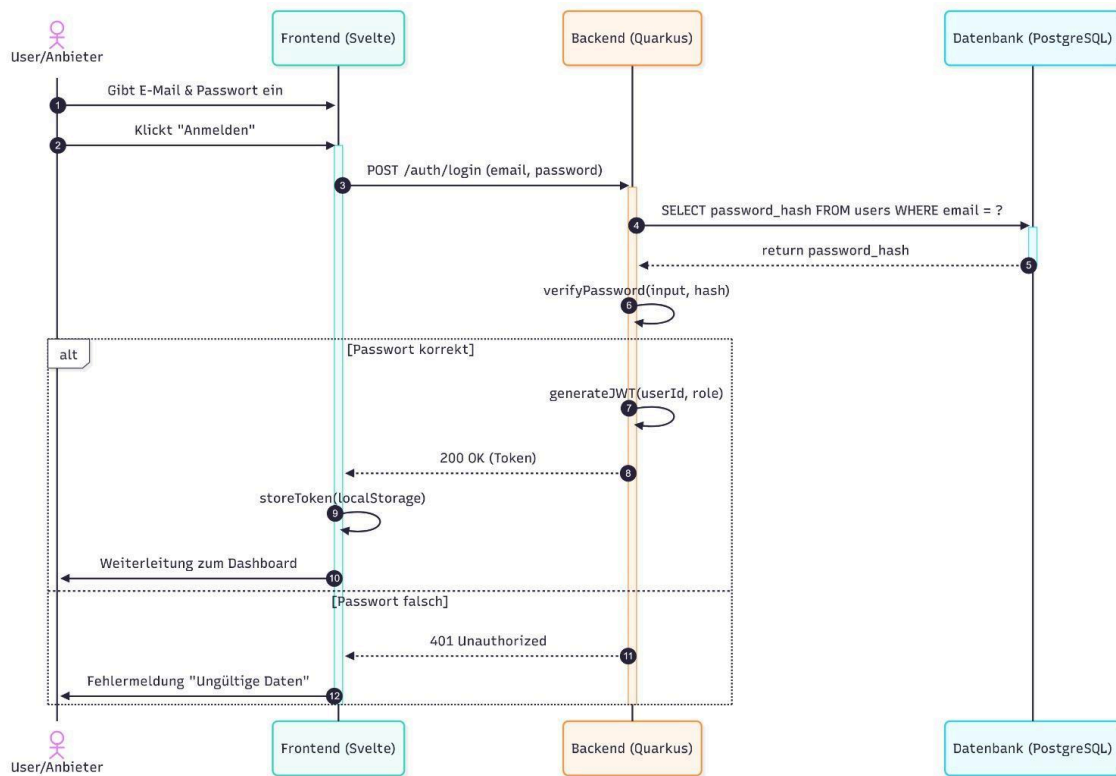 User/Anbieter
Frontend (Svelte)
Backend (Quarkus)
Datenbank (PostgreSQL)
1
Gibt E-Mail & Passwort ein
2
Klickt "Anmelden"
3
POST /auth/login (email, password)
4
SELECT password_hash FROM users WHERE email = ?
return password_hash
5
verifyPassword(input, hash)
6
alt
[Passwort korrekt]
generateJWT(userId, role)
7
200 OK (Token)
8
storeToken(localStorage)
9
Weiterleitung zum Dashboard
10
[Passwort falsch]
401 Unauthorized
11
Fehlermeldung "Ungültige Daten"
12
User/Anbieter
Frontend (Svelte)
Backend (Quarkus)
Datenbank (PostgreSQL)